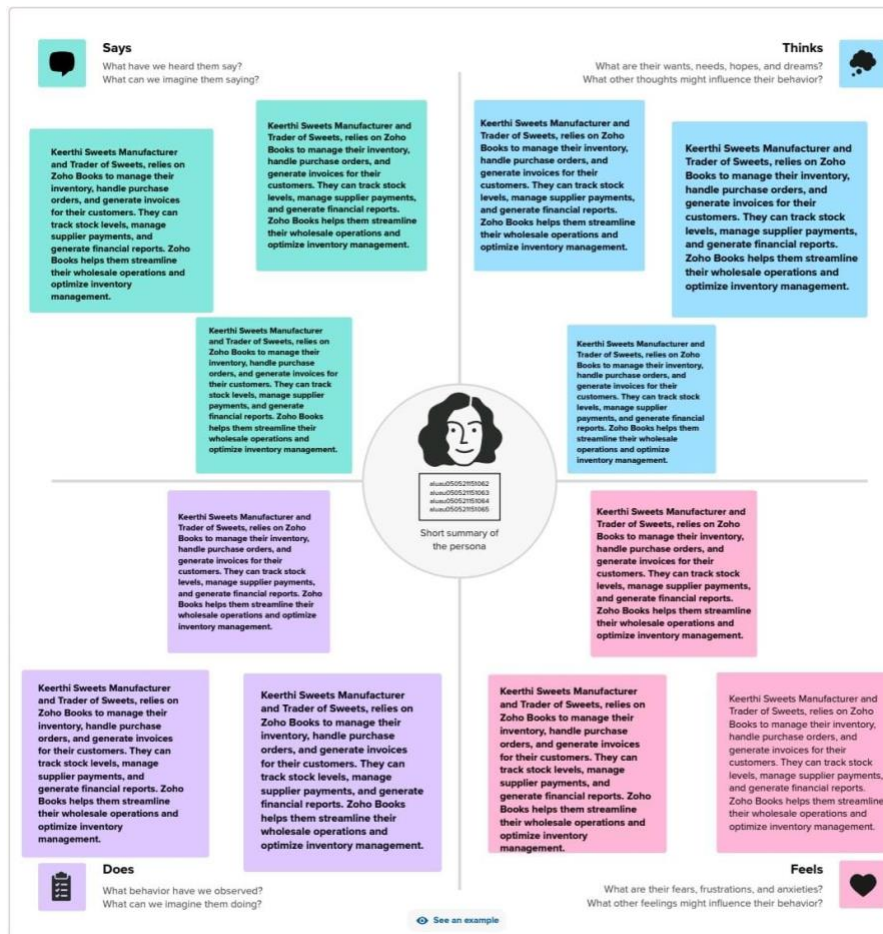 Says
What have we heard them say?
What can we imagine them saying?
Thinks
What are their wants, needs, hopes, and dreams?
What other thoughts might influence their behavior?
Keerthi Sweets Manufacturer
and Trader of Sweets, relies on
Zoho Books to manage their
inventory, handle purchase
orders, and generate invoices
for their customers. They can
track stock levels, manage
supplier payments, and
generate financial reports. Zoho
Books helps them streamline
their wholesale operations and
optimize inventory
management.
Keerthi Sweets Manufacturer and
Trader of Sweets, relies on Zoho
Books to manage their inventory,
handle purchase orders, and
generate invoices for their
customers. They can track stock
levels, manage supplier payments,
and generate financial reports.
Zoho Books helps them streamline
their wholesale operations and
optimize inventory management.
Keerthi Sweets Manufacturer
and Trader of Sweets, relies on
Zoho Books to manage their
inventory, handle purchase
orders, and generate invoices for
their customers. They can track
stock levels, manage supplier
payments, and generate
financial reports. Zoho Books
helps them streamline their
wholesale operations and
optimize inventory management.
Keerthi Sweets Manufacturer and
Trader of Sweets, relies on Zoho
Books to manage their inventory,
handle purchase orders, and
generate invoices for their
customers. They can track stock
levels, manage supplier payments,
and generate financial reports.
Zoho Books helps them streamline
their wholesale operations and
optimize inventory management.
Keerthi Sweets Manufacturer and
Trader of Sweets, relies on Zoho
Books to manage their inventory,
handle purchase orders, and
generate invoices for their
customers. They can track stock
levels, manage supplier payments,
and generate financial reports.
Zoho Books helps them streamline
their wholesale operations and
optimize inventory management.
Keerthi Sweets Manufacturer and
Trader of Sweets, relies on Zoho
Books to manage their inventory,
handle purchase orders, and
generate invoices for their
customers. They can track stock
levels, manage supplier
payments, and generate financial
reports. Zoho Books helps them
streamline their wholesale
operations and optimize
inventory management.
aluau050521151062
aluau050521151063
aluau050521151064
aluau050521151065
Short summary of
the persona
Keerthi Sweets Manufacturer and
Trader of Sweets, relies on Zoho
Books to manage their inventory,
handle purchase orders, and
generate invoices for their
customers. They can track stock
levels, manage supplier payments,
and generate financial reports. Zoho
Books helps them streamline their
wholesale operations and optimize
inventory management.
Keerthi Sweets Manufacturer
and Trader of Sweets, relies on
Zoho Books to manage their
inventory, handle purchase
orders, and generate invoices
for their customers. They can
track stock levels, manage
supplier payments, and
generate financial reports. Zoho
Books helps them streamline
their wholesale operations and
optimize inventory
management.
Keerthi Sweets Manufacturer
and Trader of Sweets, relies on
Zoho Books to manage their
inventory, handle purchase
orders, and generate invoices
for their customers. They can
track stock levels, manage
supplier payments, and generate
financial reports. Zoho Books
helps them streamline their
wholesale operations and
optimize inventory management.
Keerthi Sweets Manufacturer and
Trader of Sweets, relies on Zoho
Books to manage their inventory,
handle purchase orders, and
generate invoices for their
customers. They can track stock
levels, manage supplier payments,
and generate financial reports.
Zoho Books helps them streamline
their wholesale operations and
optimize inventory management.
Keerthi Sweets Manufacturer
and Trader of Sweets, relies on
Zoho Books to manage their
inventory, handle purchase
orders, and generate invoices
for their customers. They can
track stock levels, manage
supplier payments, and
generate financial reports. Zoho
Books helps them streamline
their wholesale operations and
optimize inventory
management.
Keerthi Sweets Manufacturer and
Trader of Sweets, relies on Zoho
Books to manage their inventory,
handle purchase orders, and
generate invoices for their
customers. They can track stock
levels, manage supplier payments,
and generate financial reports.
Zoho Books helps them streamline
their wholesale operations and
optimize inventory management.
Does
What behavior have we observed?
What can we imagine them doing?
Feels
What are their fears, frustrations, and anxieties?
What other feelings might influence their behavior?
See an example